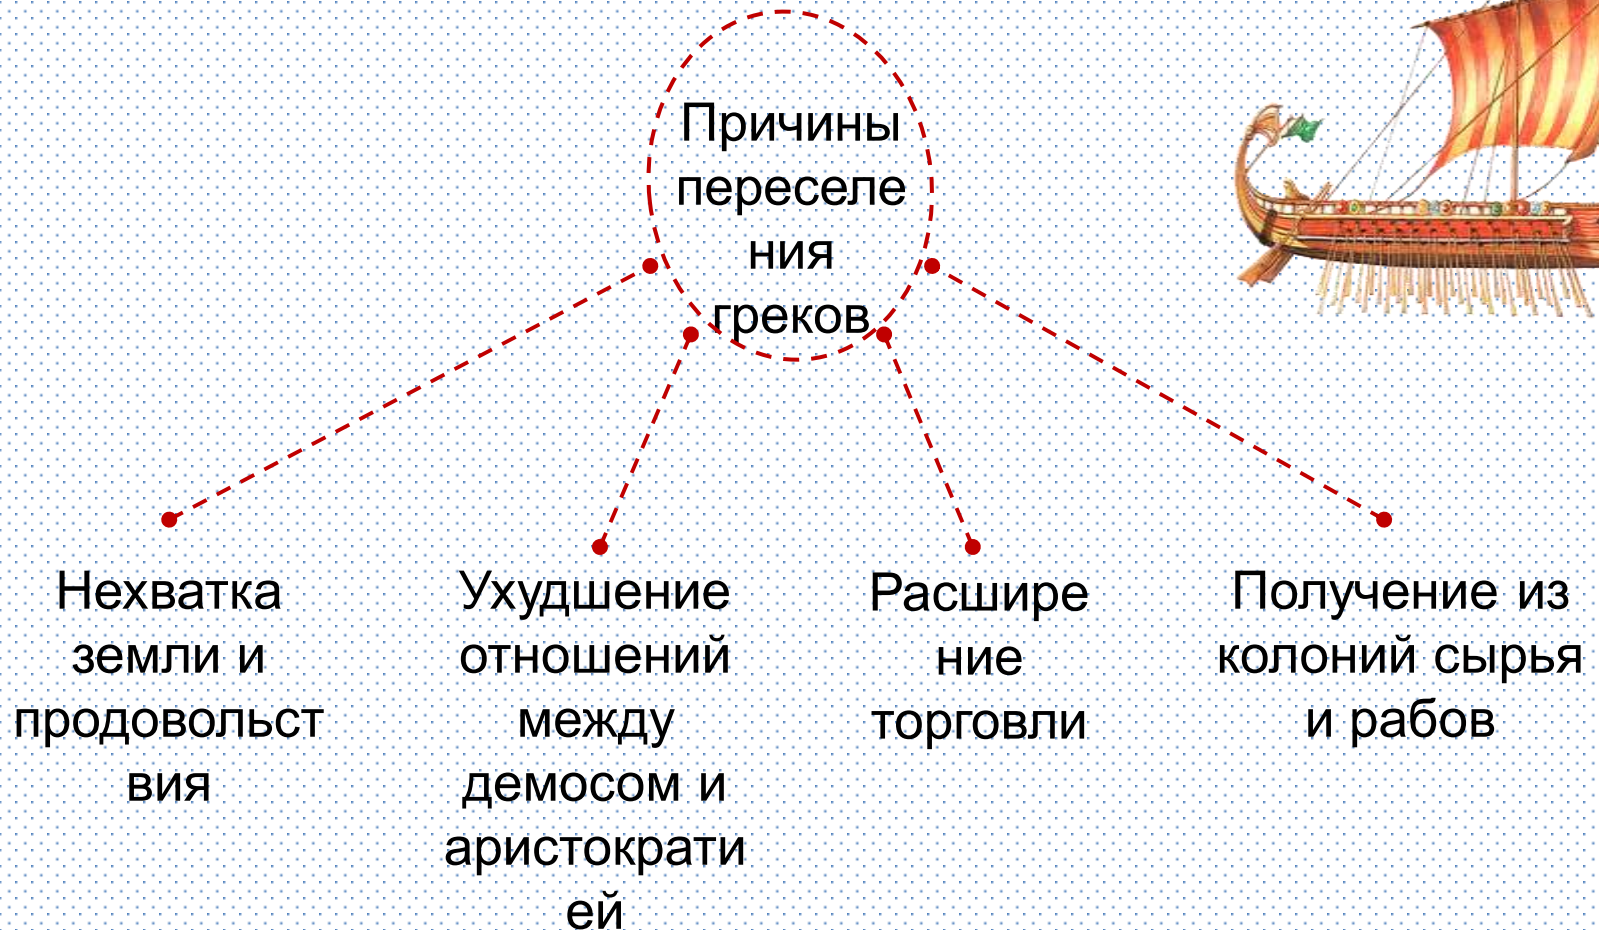 Причины
переселе
ния
греков
Нехватка
земли и
продовольст
вия
Ухудшение
отношений
между
демосом и
аристократи
ей
Расшире
ние
торговли
Получение из
колоний сырья
и рабов